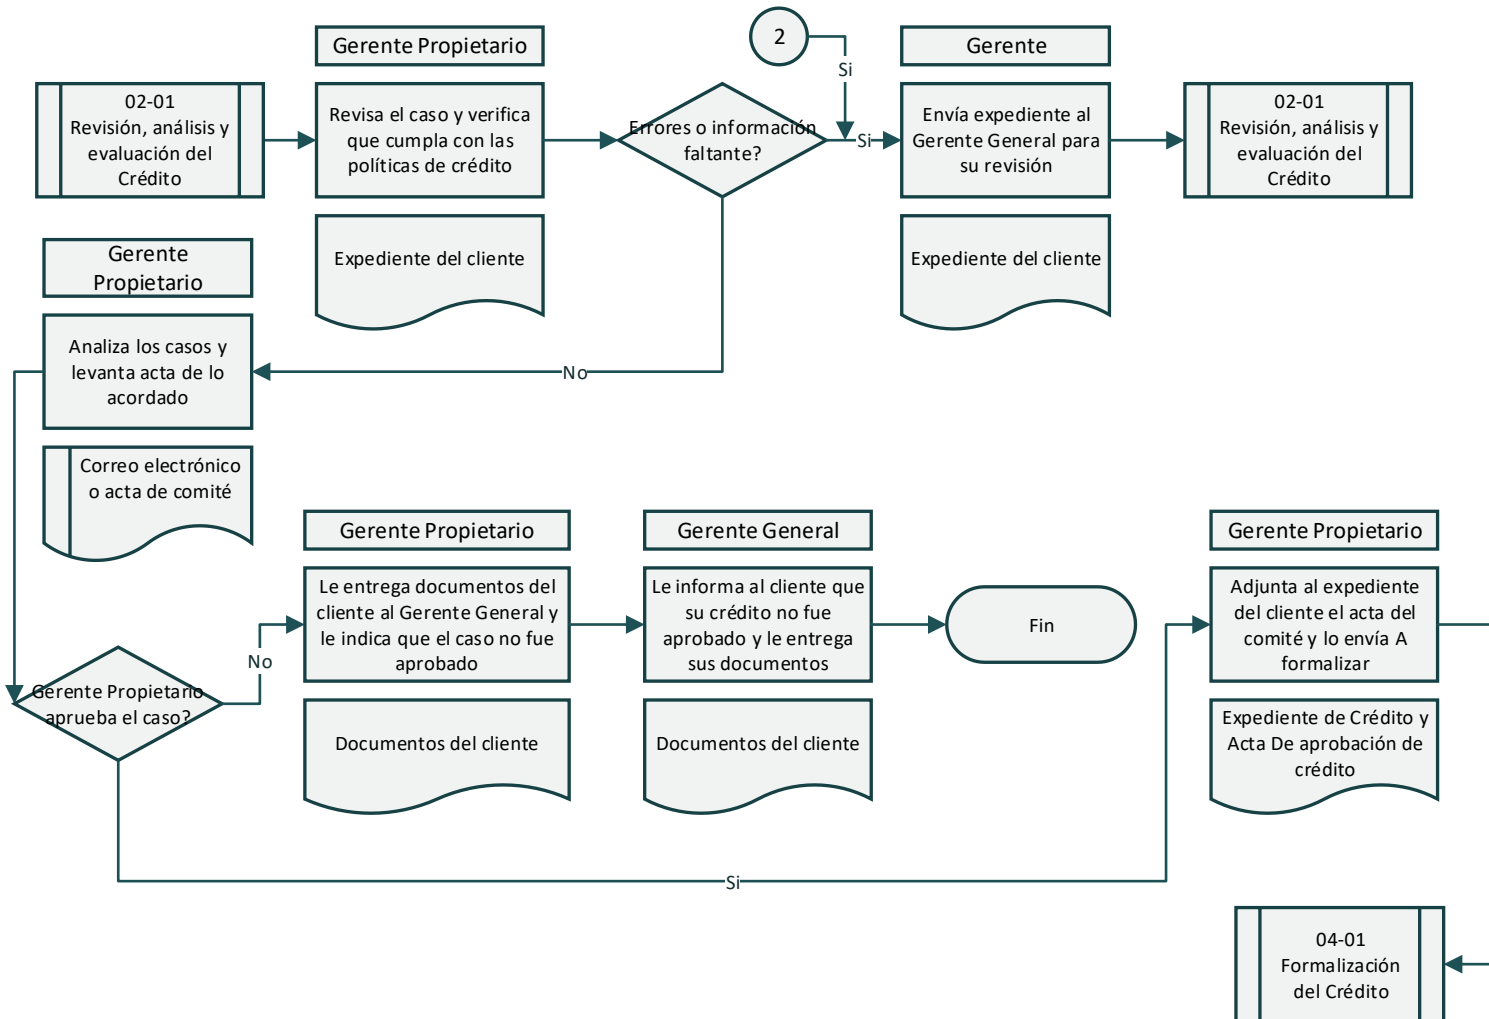 2
Gerente Propietario
Gerente
Si
02-01
Revisión, análisis y
evaluación del
Crédito
Revisa el caso y verifica
que cumpla con las
políticas de crédito
Errores o información
faltante?
Si
Envía expediente al
Gerente General para
su revisión
02-01
Revisión, análisis y
evaluación del
Crédito
Expediente del cliente
Expediente del cliente
Gerente
Propietario
Analiza los casos y
levanta acta de lo
acordado
No
Correo electrónico
o acta de comité
Gerente Propietario
Gerente General
Gerente Propietario
Le entrega documentos del
cliente al Gerente General y
le indica que el caso no fue
aprobado
Le informa al cliente que
su crédito no fue
aprobado y le entrega
sus documentos
Fin
Adjunta al expediente
del cliente el acta del
comité y lo envía A
formalizar
No
Gerente Propietario
aprueba el caso?
Documentos del cliente
Documentos del cliente
Expediente de Crédito y
Acta De aprobación de
crédito
Si
04-01
Formalización
del Crédito